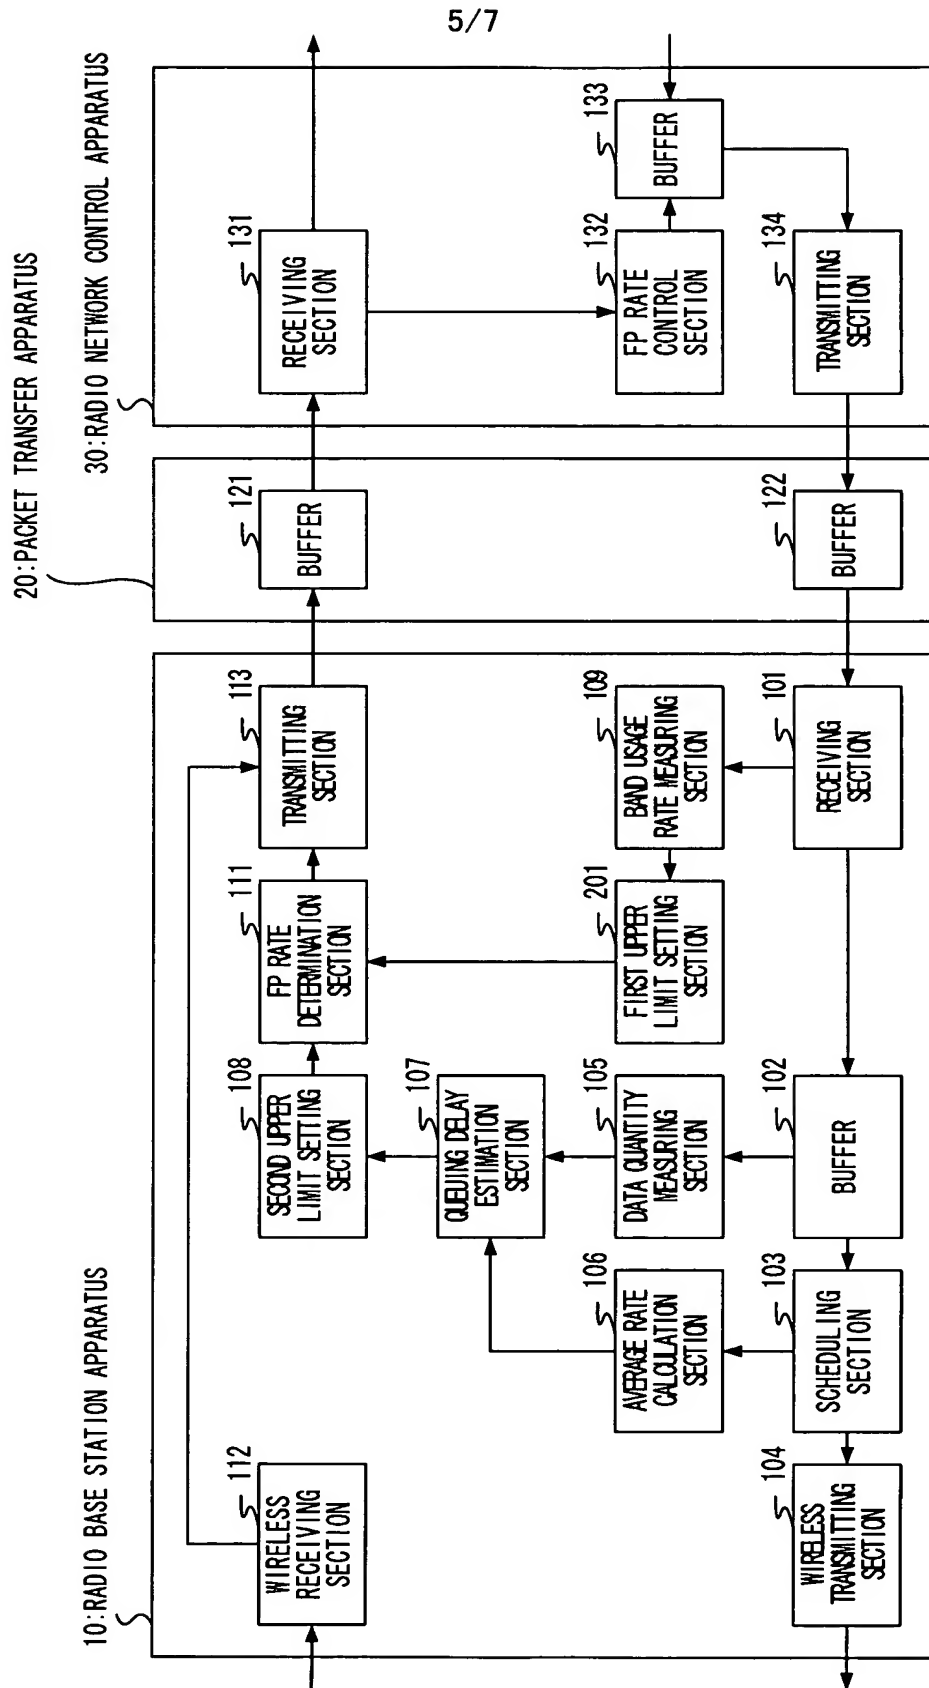 5/7
10:RADIO BASE STATION APPARATUS
20:PACKET TRANSFER APPARATUS
30:RADIO NETWORK CONTROL APPARATUS
112
WIRELESS
RECEIVING
SECTION
108
SECOND UPPER
LIMIT SETTING
SECTION
111
FP RATE
DETERMINATION
SECTION
113
TRANSMITTING
SECTION
121
BUFFER
131
RECEIVING
SECTION
107
QUEUING DELAY
ESTIMATION
SECTION
106
AVERAGE RATE
CALCULATION
SECTION
105
DATA QUANTITY
MEASURING
SECTION
201
FIRST UPPER
LIMIT SETTING
SECTION
109
BAND USAGE
RATE MEASURING
SECTION
132
FP RATE
CONTROL
SECTION
133
BUFFER
104
WIRELESS
TRANSMITTING
SECTION
103
SCHEDULING
SECTION
102
BUFFER
101
RECEIVING
SECTION
122
BUFFER
134
TRANSMITTING
SECTION